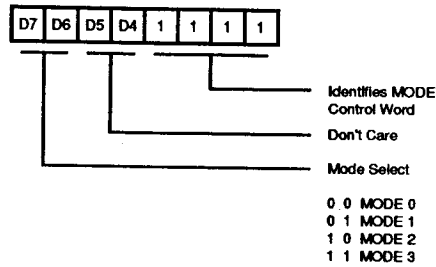 D7 D6 D5 D4 1 1 1 1
Identifies MODE
Control Word
Don't Care
Mode Select
0 0 MODE 0
0 1 MODE 1
1 0 MODE 2
1 1 MODE 3